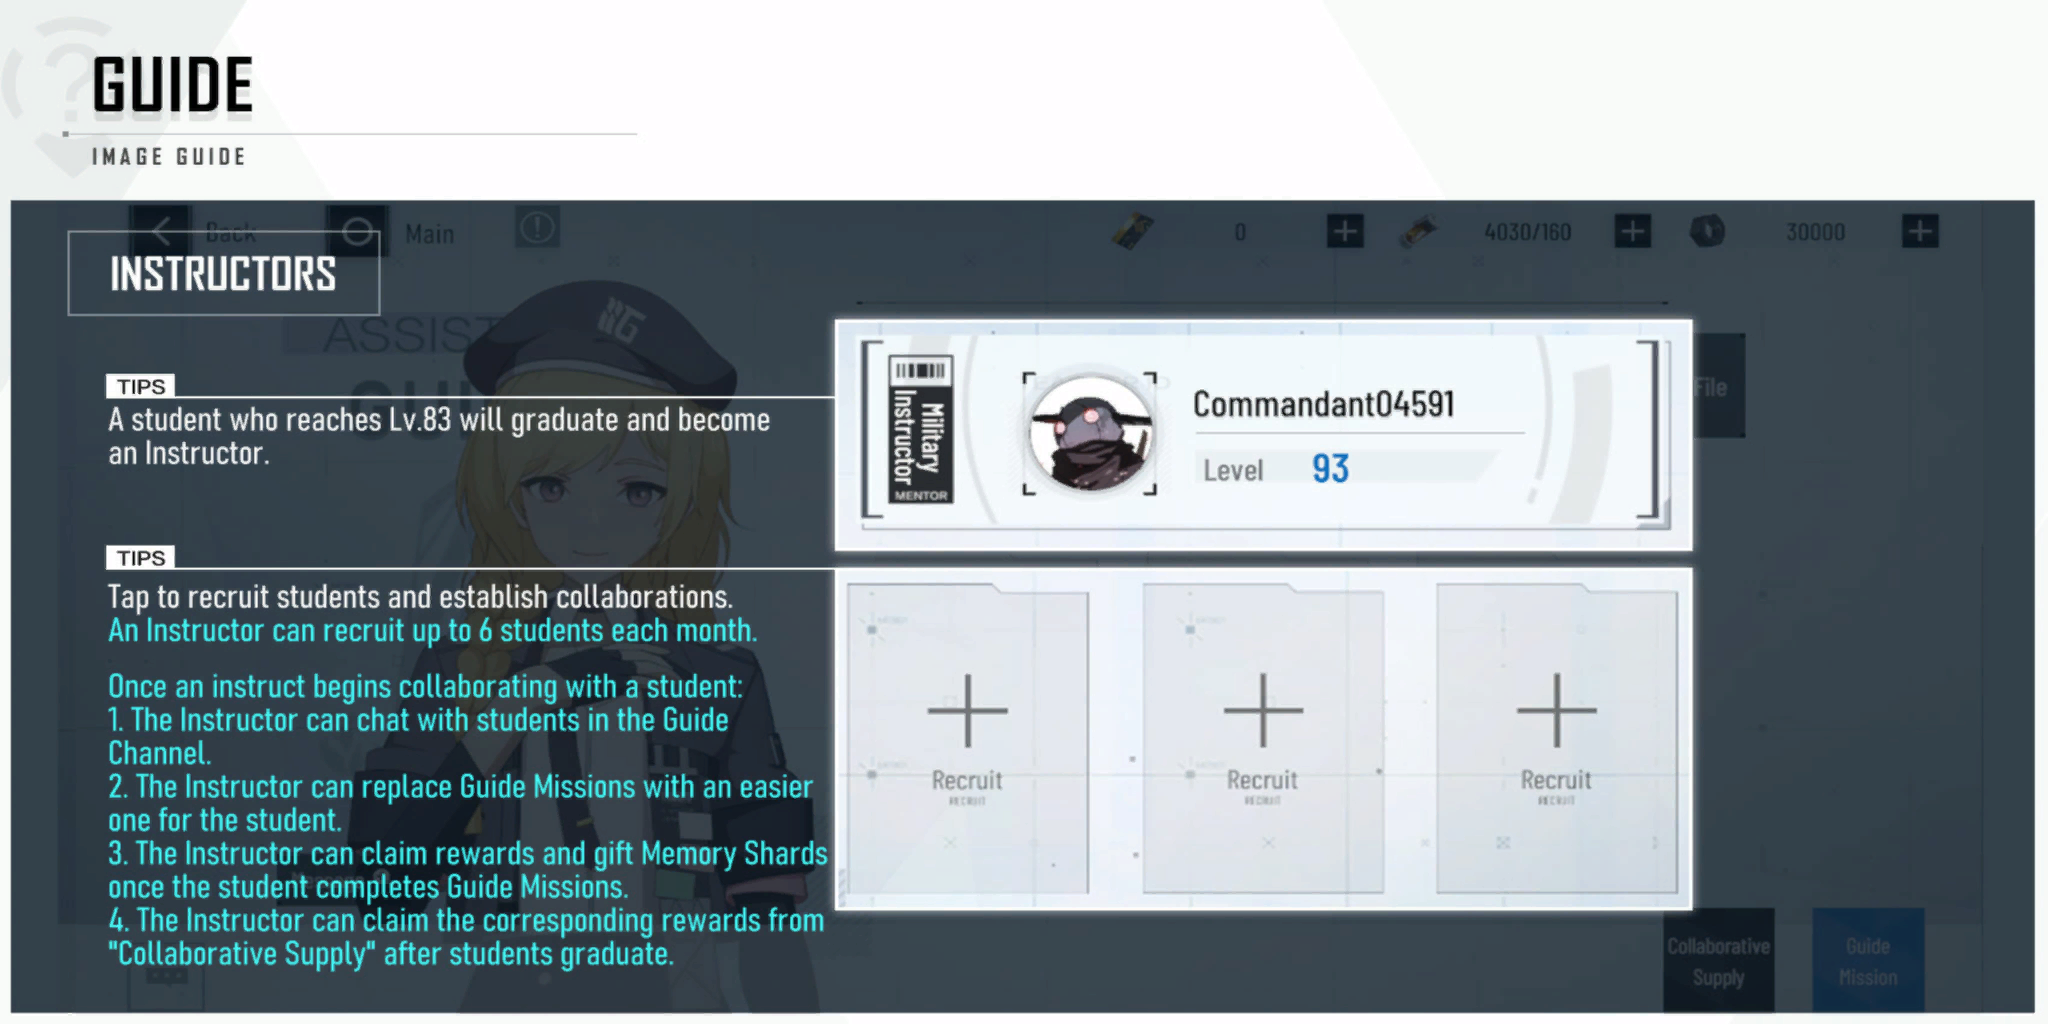 GUIDE
IMAGE GUIDE
Back
Main
0
4030/160
30000
INSTRUCTORS
ASSIST
TIPS
A student who reaches Lv.83 will graduate and become
an Instructor.
Military
Instructor
MENTOR
Commandant04591
Level 93
File
TIPS
Tap to recruit students and establish collaborations.
An Instructor can recruit up to 6 students each month.
Once an instruct begins collaborating with a student:
1. The Instructor can chat with students in the Guide
Channel.
2. The Instructor can replace Guide Missions with an easier
one for the student.
3. The Instructor can claim rewards and gift Memory Shards
once the student completes Guide Missions.
4. The Instructor can claim the corresponding rewards from
"Collaborative Supply" after students graduate.
Recruit
RECRUIT
Recruit
RECRUIT
Recruit
RECRUIT
Collaborative
Supply
Guide
Mission